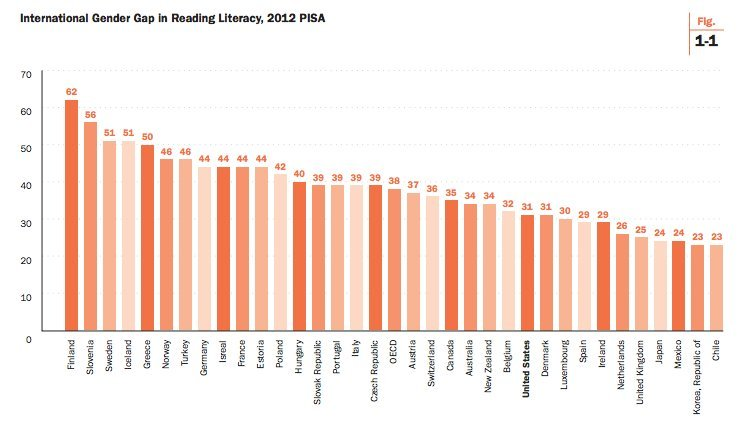 International Gender Gap in Reading Literacy, 2012 PISA
Fig.
1-1
70
60
50
40
30
20
10
0
62
56
51
51
50
46
46
44
44
44
44
42
40
39
39
39
39
38
37
36
35
34
34
32
31
31
30
29
29
26
25
24
24
23
23
Finland
Slovenia
Sweden
Iceland
Greece
Norway
Turkey
Germany
Isreal
France
Estoria
Poland
Hungary
Slovak Republic
Portugal
Italy
Czech Republic
OECD
Austria
Switzerland
Canada
Australia
New Zealand
Belgium
United States
Denmark
Luxembourg
Spain
Ireland
Netherlands
United Kingdom
Japan
Mexico
Korea, Republic of
Chile